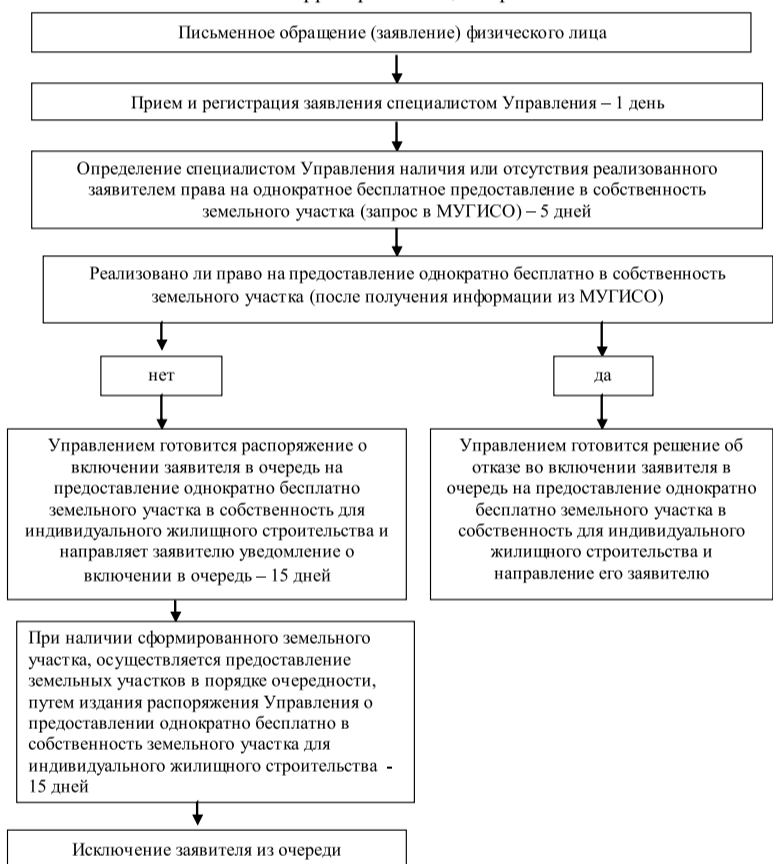 Письменное обращение (заявление) физического лица
Прием и регистрация заявления специалистом Управления – 1 день
Определение специалистом Управления наличия или отсутствия реализованного
заявителем права на однократное бесплатное предоставление в собственность
земельного участка (запрос в МУГИСО) – 5 дней
Реализовано ли право на предоставление однократно бесплатно в собственность
земельного участка (после получения информации из МУГИСО)
нет
да
Управлением готовится распоряжение о
включении заявителя в очередь на
предоставление однократно бесплатно
земельного участка в собственность для
индивидуального жилищного строительства и
направляет заявителю уведомление о
включении в очередь – 15 дней
Управлением готовится решение об
отказе во включении заявителя в
очередь на предоставление однократно
бесплатно земельного участка в
собственность для индивидуального
жилищного строительства и
направление его заявителю
При наличии сформированного земельного
участка, осуществляется предоставление
земельных участков в порядке очередности,
путем издания распоряжения Управления о
предоставлении однократно бесплатно в
собственность земельного участка для
индивидуального жилищного строительства -
15 дней
Исключение заявителя из очереди